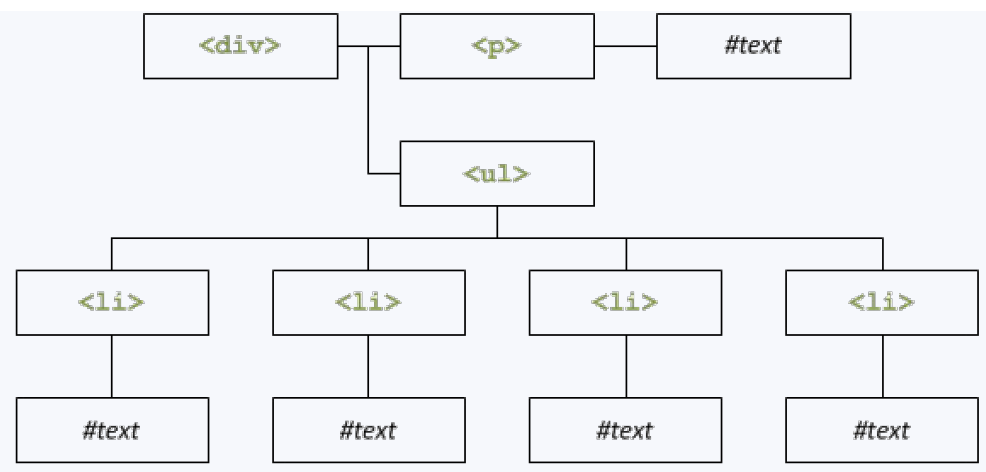 <div> <p> #text
<ul>
<li> <li> <li> <li>
#text #text #text #text